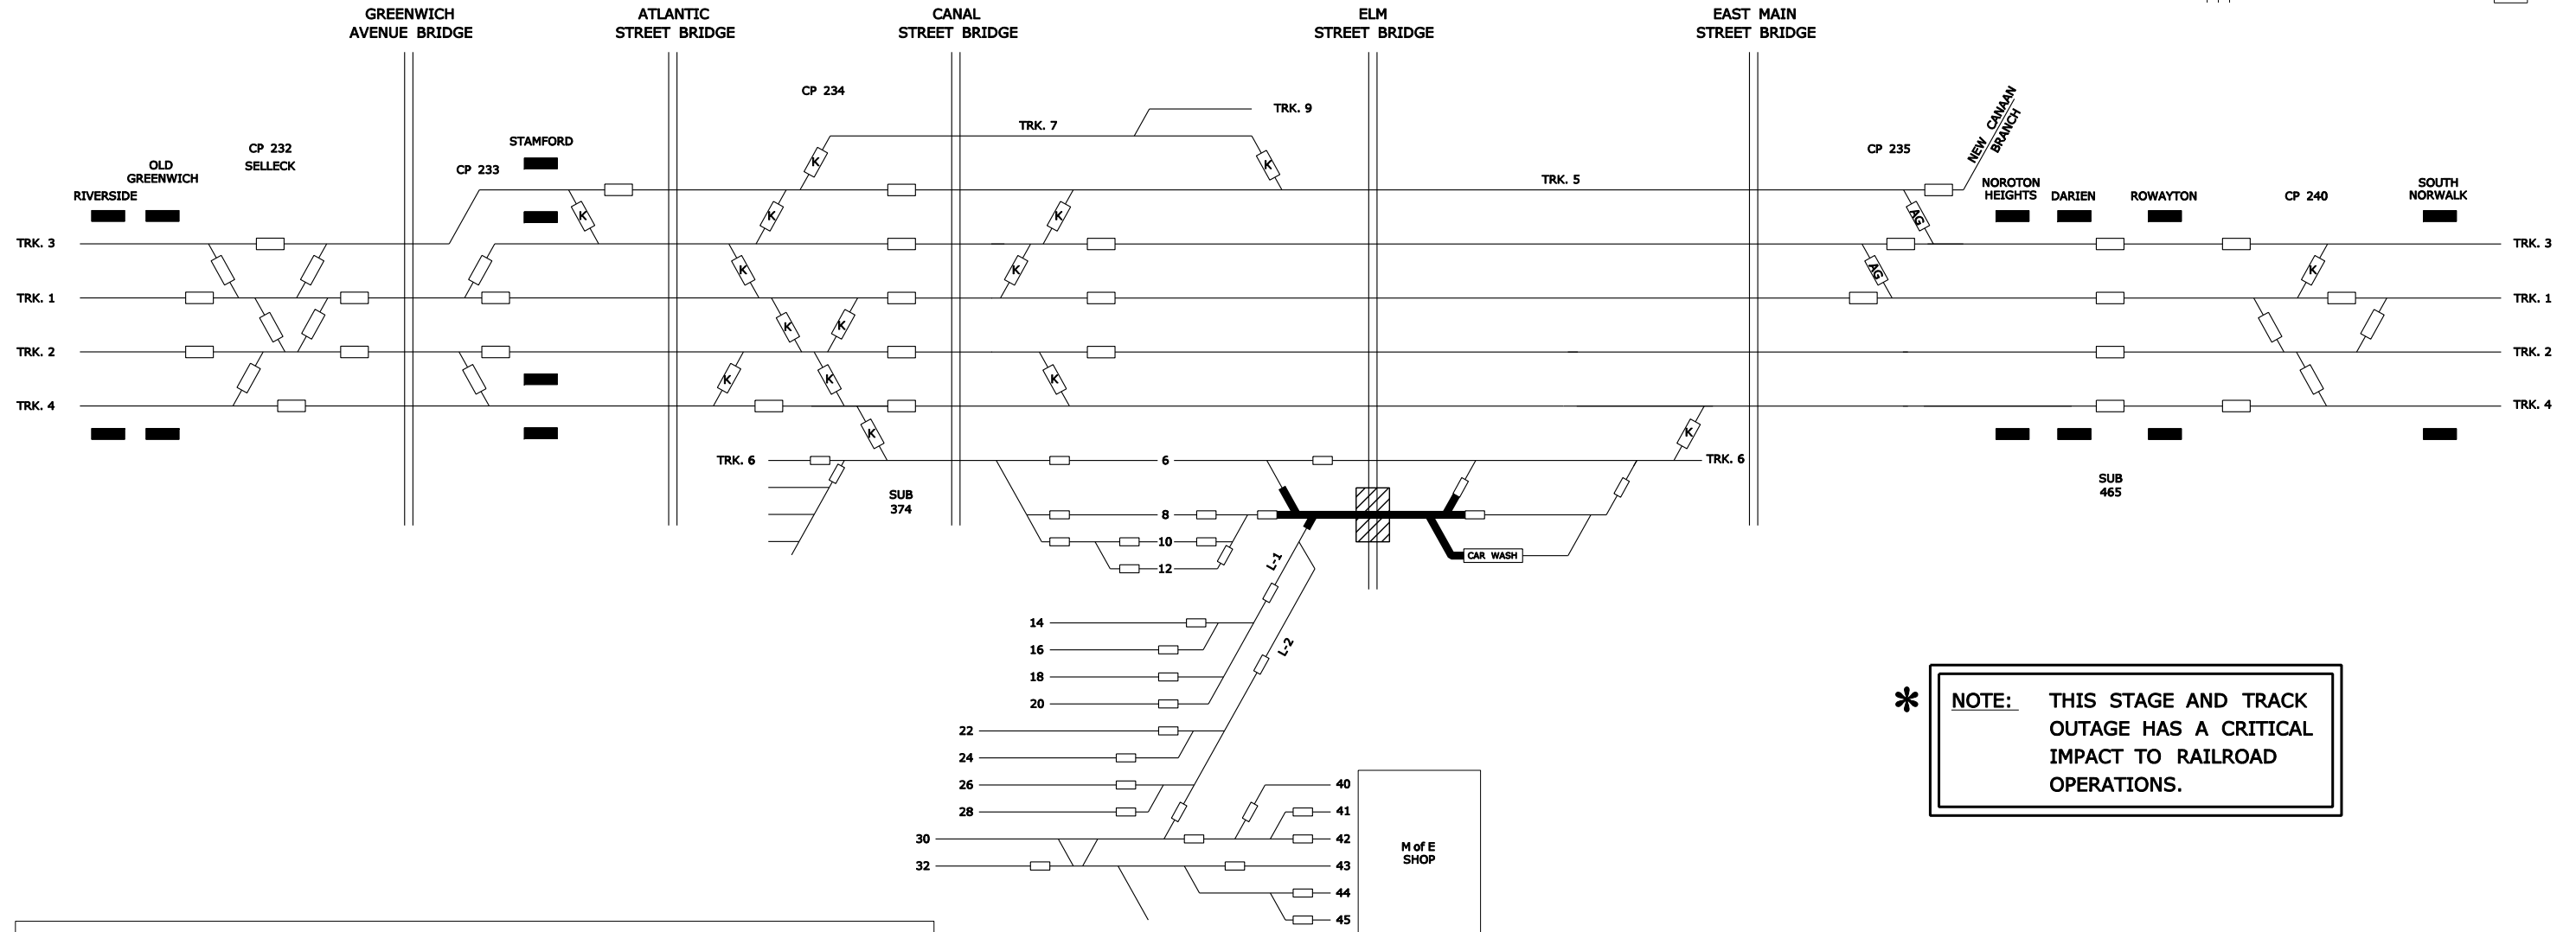 GREENWICH
AVENUE BRIDGE
ATLANTIC
STREET BRIDGE
CANAL
STREET BRIDGE
ELM
STREET BRIDGE
EAST MAIN
STREET BRIDGE
CP 234
TRK. 9
TRK. 7
STAMFORD
CP 232
SELLECK
CP 233
OLD
GREENWICH
RIVERSIDE
K
K
TRK. 5
CP 235
NEW CANAAN
BRANCH
NOROTON
HEIGHTS
DARIEN
ROWAYTON
CP 240
SOUTH
NORWALK
K
K
K
AG
TRK. 3
TRK. 3
K
K
AG
K
TRK. 1
TRK. 1
K
K
TRK. 2
TRK. 2
K
K
K
TRK. 4
TRK. 4
K
K
TRK. 6
6
TRK. 6
SUB
374
SUB
465
8
10
12
CAR WASH
L-1
L-2
14
16
18
20
22
24
26
28
30
32
40
41
42
43
44
45
M of E
SHOP
* NOTE: THIS STAGE AND TRACK
OUTAGE HAS A CRITICAL
IMPACT TO RAILROAD
OPERATIONS.